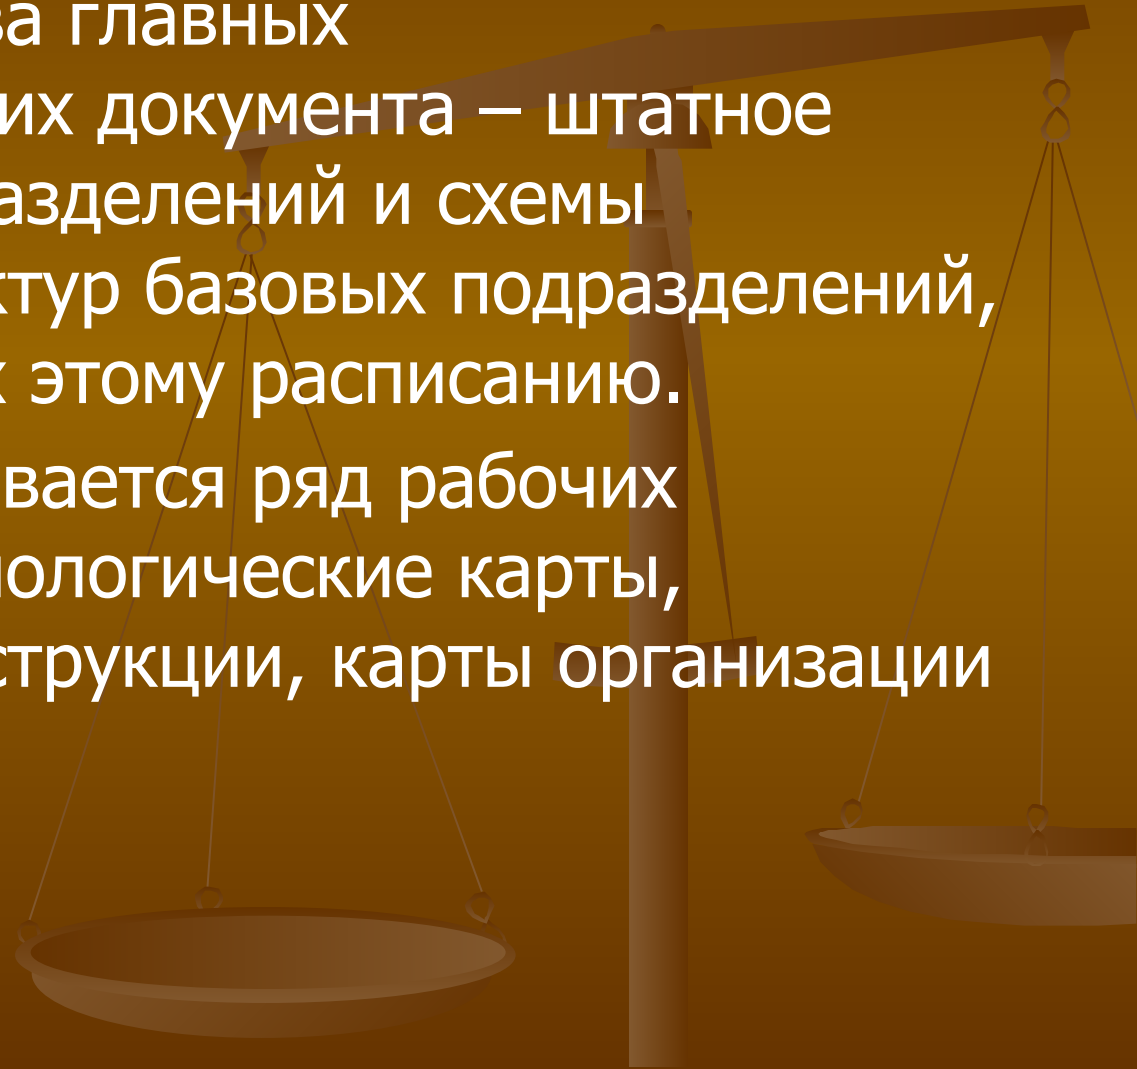 ва главных
их документа – штатное
азделений и схемы
ктур базовых подразделений,
к этому расписанию.
вается ряд рабочих
ологические карты,
струкции, карты организации